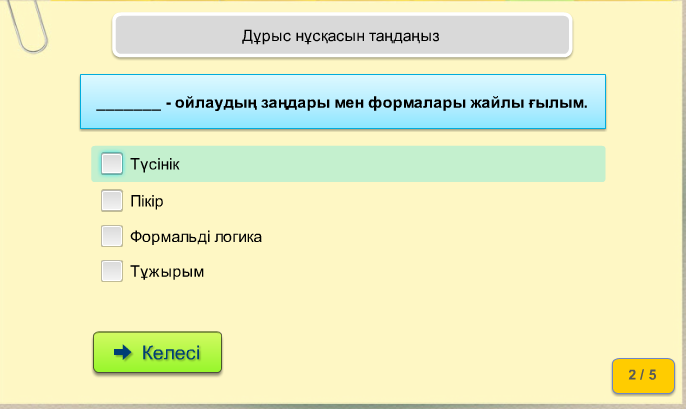 Дұрыс нұсқасын таңдаңыз
_______ - ойлаудың заңдары мен формалары жайлы ғылым.
Түсінік
Пікір
Формальді логика
Тұжырым
Келесі
2 / 5